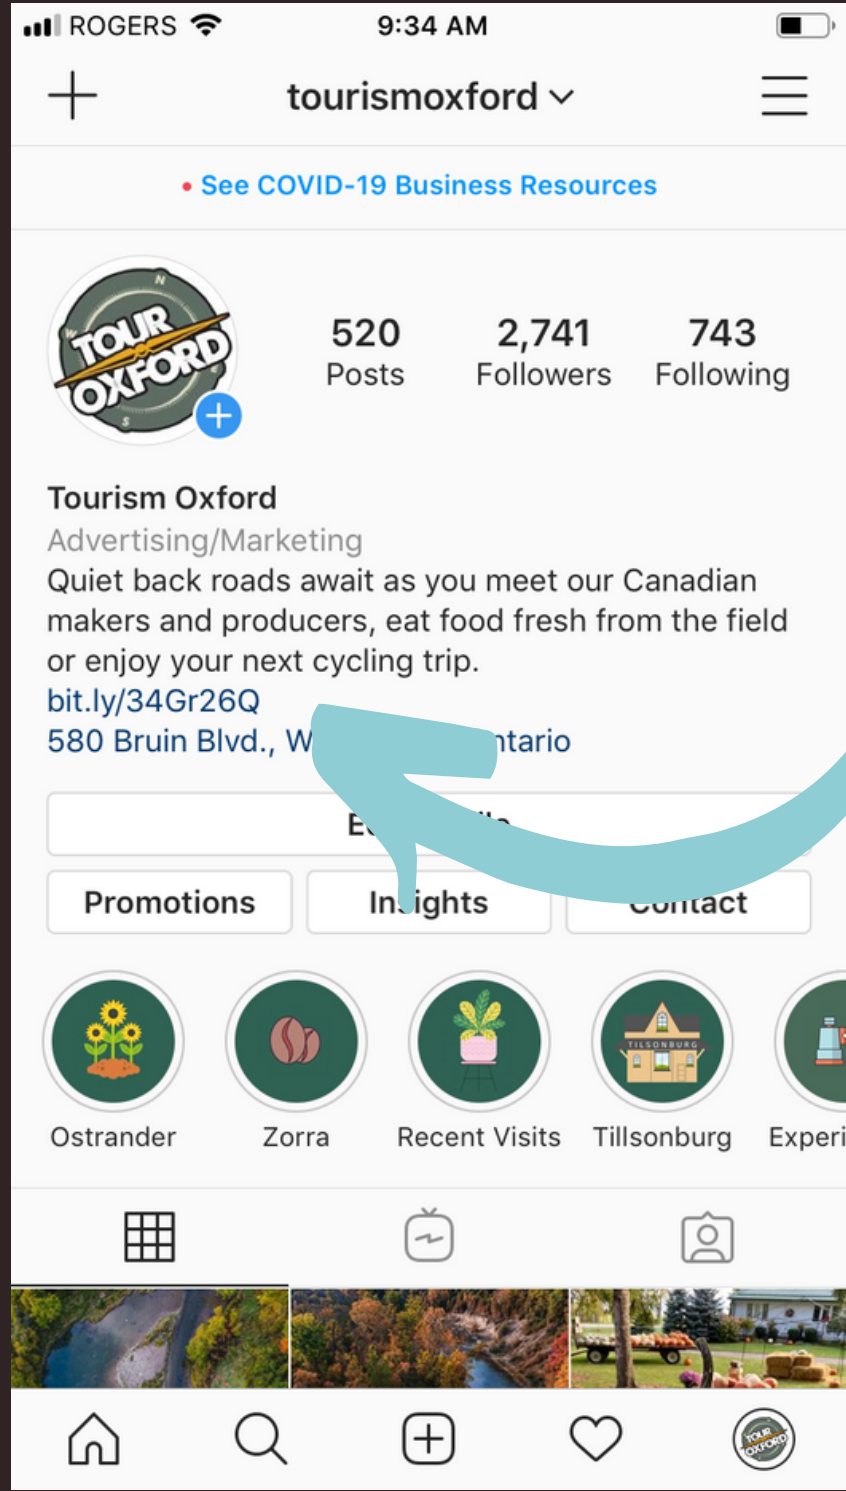 ROGERS 9:34 AM
tourismoxford
See COVID-19 Business Resources
N
W
TOUR
OXFORD
S
520 2,741 743
Posts Followers Following
Tourism Oxford
Advertising/Marketing
Quiet back roads await as you meet our Canadian
makers and producers, eat food fresh from the field
or enjoy your next cycling trip.
bit.ly/34Gr26Q
580 Bruin Blvd.,
Promotions Insights Contact
TILSONBURG
Ostrander Zorra Recent Visits Tillsonburg
TOUR
OXFORD